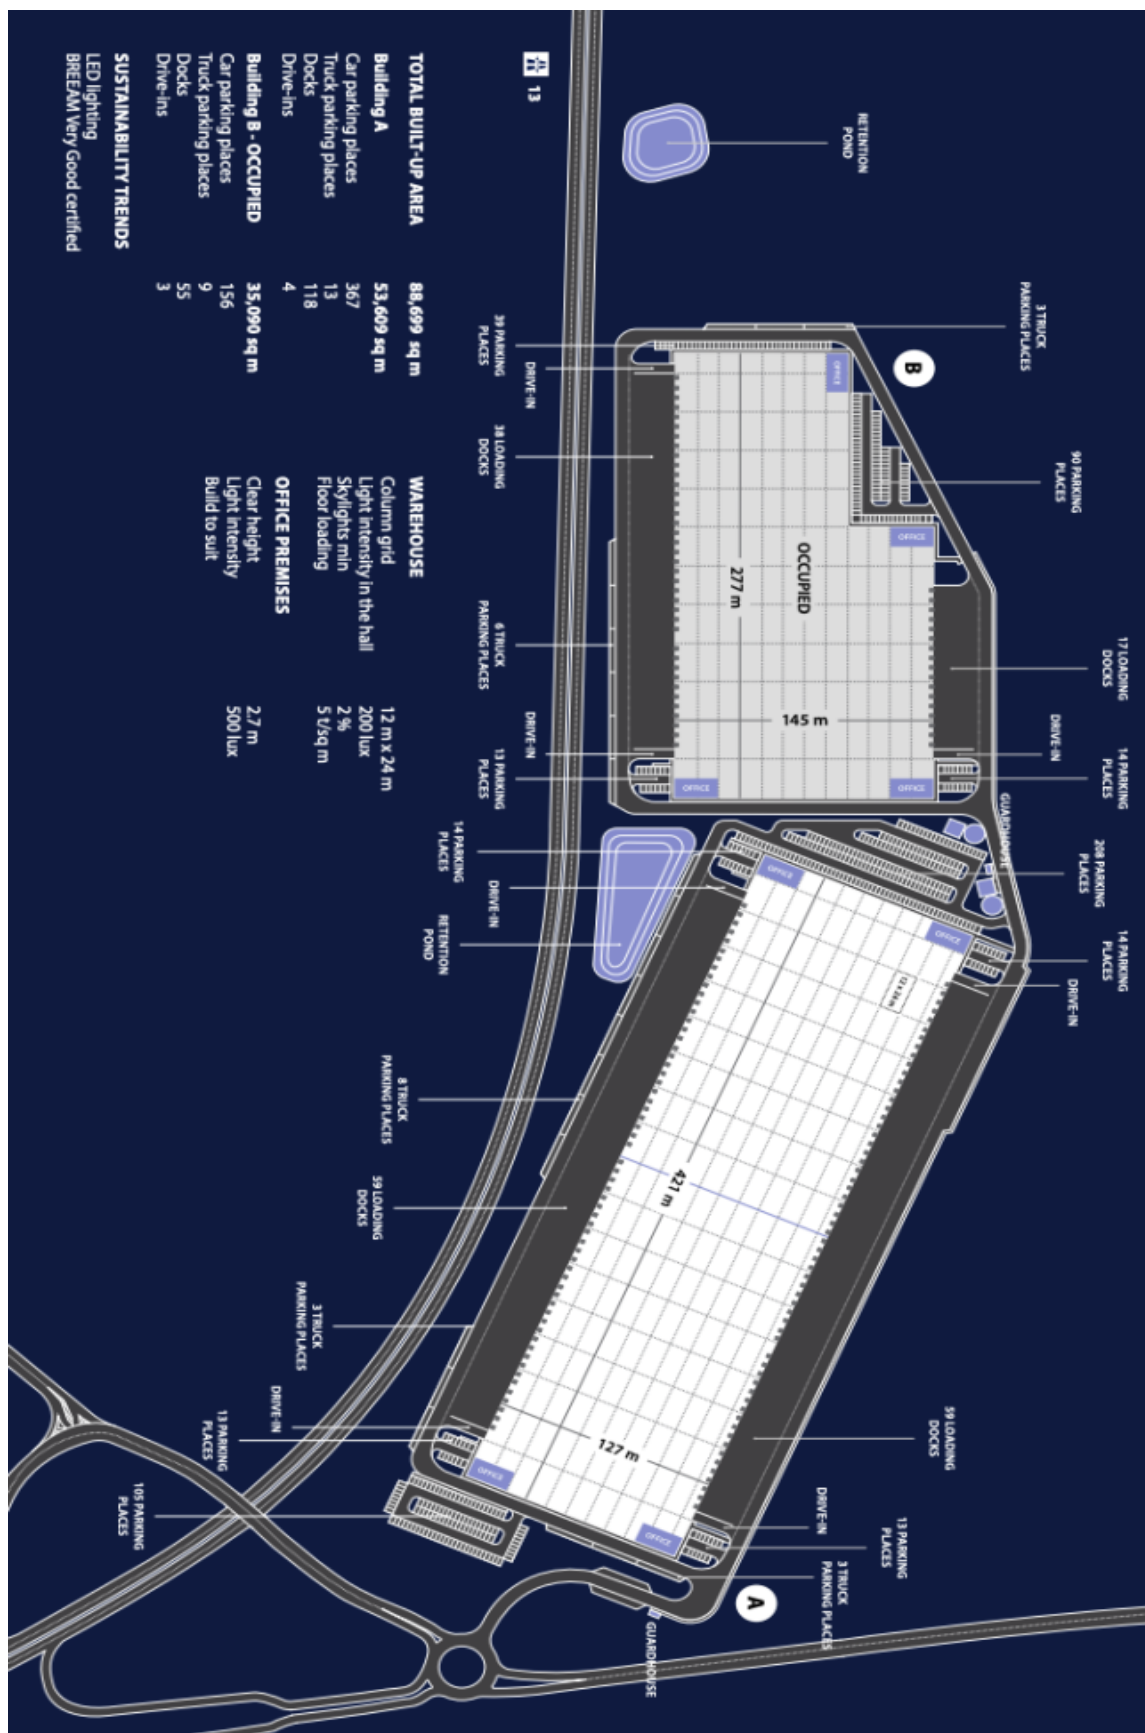 TOTAL BUILT-UP AREA 88,699 sq m
Building A 53,609 sq m
Car parking places 367
Truck parking places 13
Docks 118
Drive-ins 4
Building B - OCCUPIED 35,090 sq m
Car parking places 156
Truck parking places 9
Docks 55
Drive-ins 3
SUSTAINABILITY TRENDS
LED lighting
BREEAM Very Good certified
WAREHOUSE
Column grid 12 m x 24 m
Light intensity in the hall 200 lux
Skylights min 2 %
Floor loading 5 t/sq m
OFFICE PREMISES
Clear height 2.7 m
Light intensity 500 lux
Build to suit
13
RETENTION
POND
3 TRUCK
PARKING PLACES
90 PARKING
PLACES
17 LOADING
DOCKS
DRIVE-IN
14 PARKING
PLACES
GUARDHOUSE
208 PARKING
PLACES
14 PARKING
PLACES
DRIVE-IN
59 LOADING
DOCKS
DRIVE-IN
13 PARKING
PLACES
3 TRUCK
PARKING PLACES
A
GUARDHOUSE
B
OFFICE
OFFICE
OCCUPIED
277 m
145 m
OFFICE
OFFICE
OFFICE
OFFICE
12 x 24 m
421 m
127 m
OFFICE
OFFICE
39 PARKING
PLACES
DRIVE-IN
38 LOADING
DOCKS
6 TRUCK
PARKING PLACES
DRIVE-IN
13 PARKING
PLACES
14 PARKING
PLACES
DRIVE-IN
RETENTION
POND
8 TRUCK
PARKING PLACES
59 LOADING
DOCKS
3 TRUCK
PARKING PLACES
DRIVE-IN
13 PARKING
PLACES
105 PARKING
PLACES